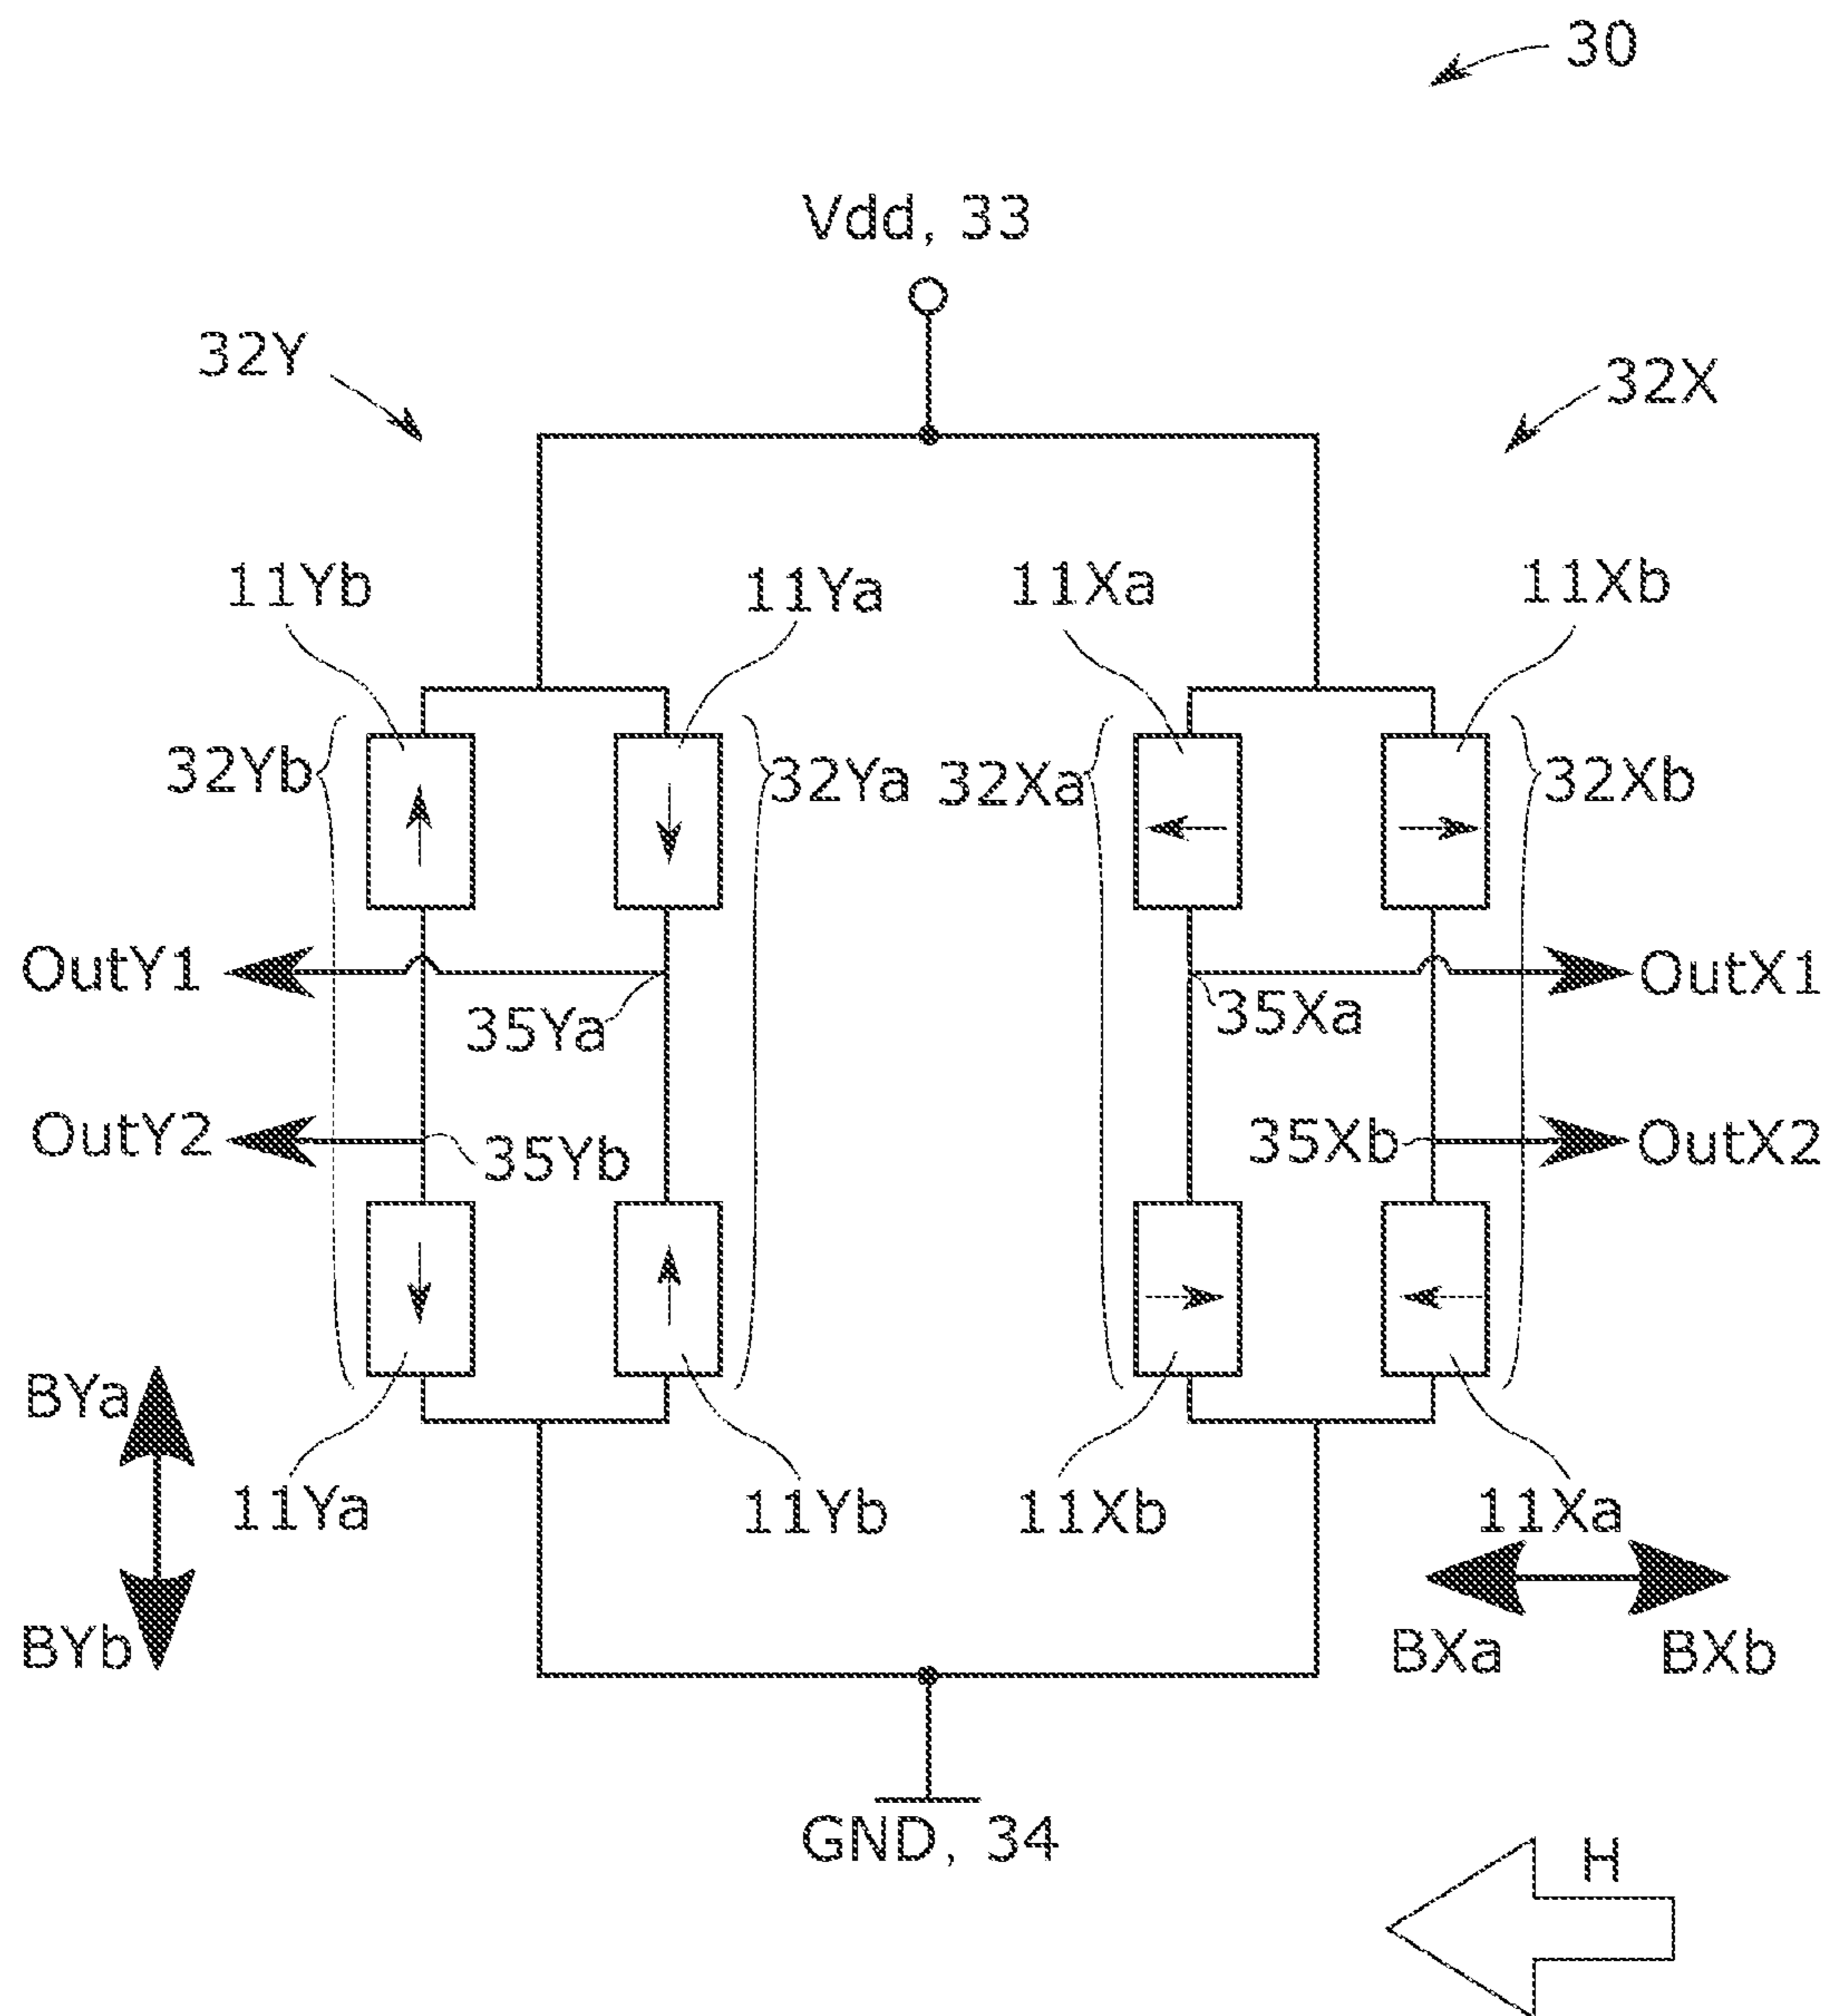 30
Vdd, 33
32Y
32X
11Yb
11Ya
11Xa
11Xb
32Yb
32Ya
32Xa
32Xb
OutY1
35Ya
35Xa
OutX1
OutY2
35Yb
35Xb
OutX2
BYa
11Ya
11Yb
11Xb
11Xa
BYb
BXa
BXb
GND, 34
H